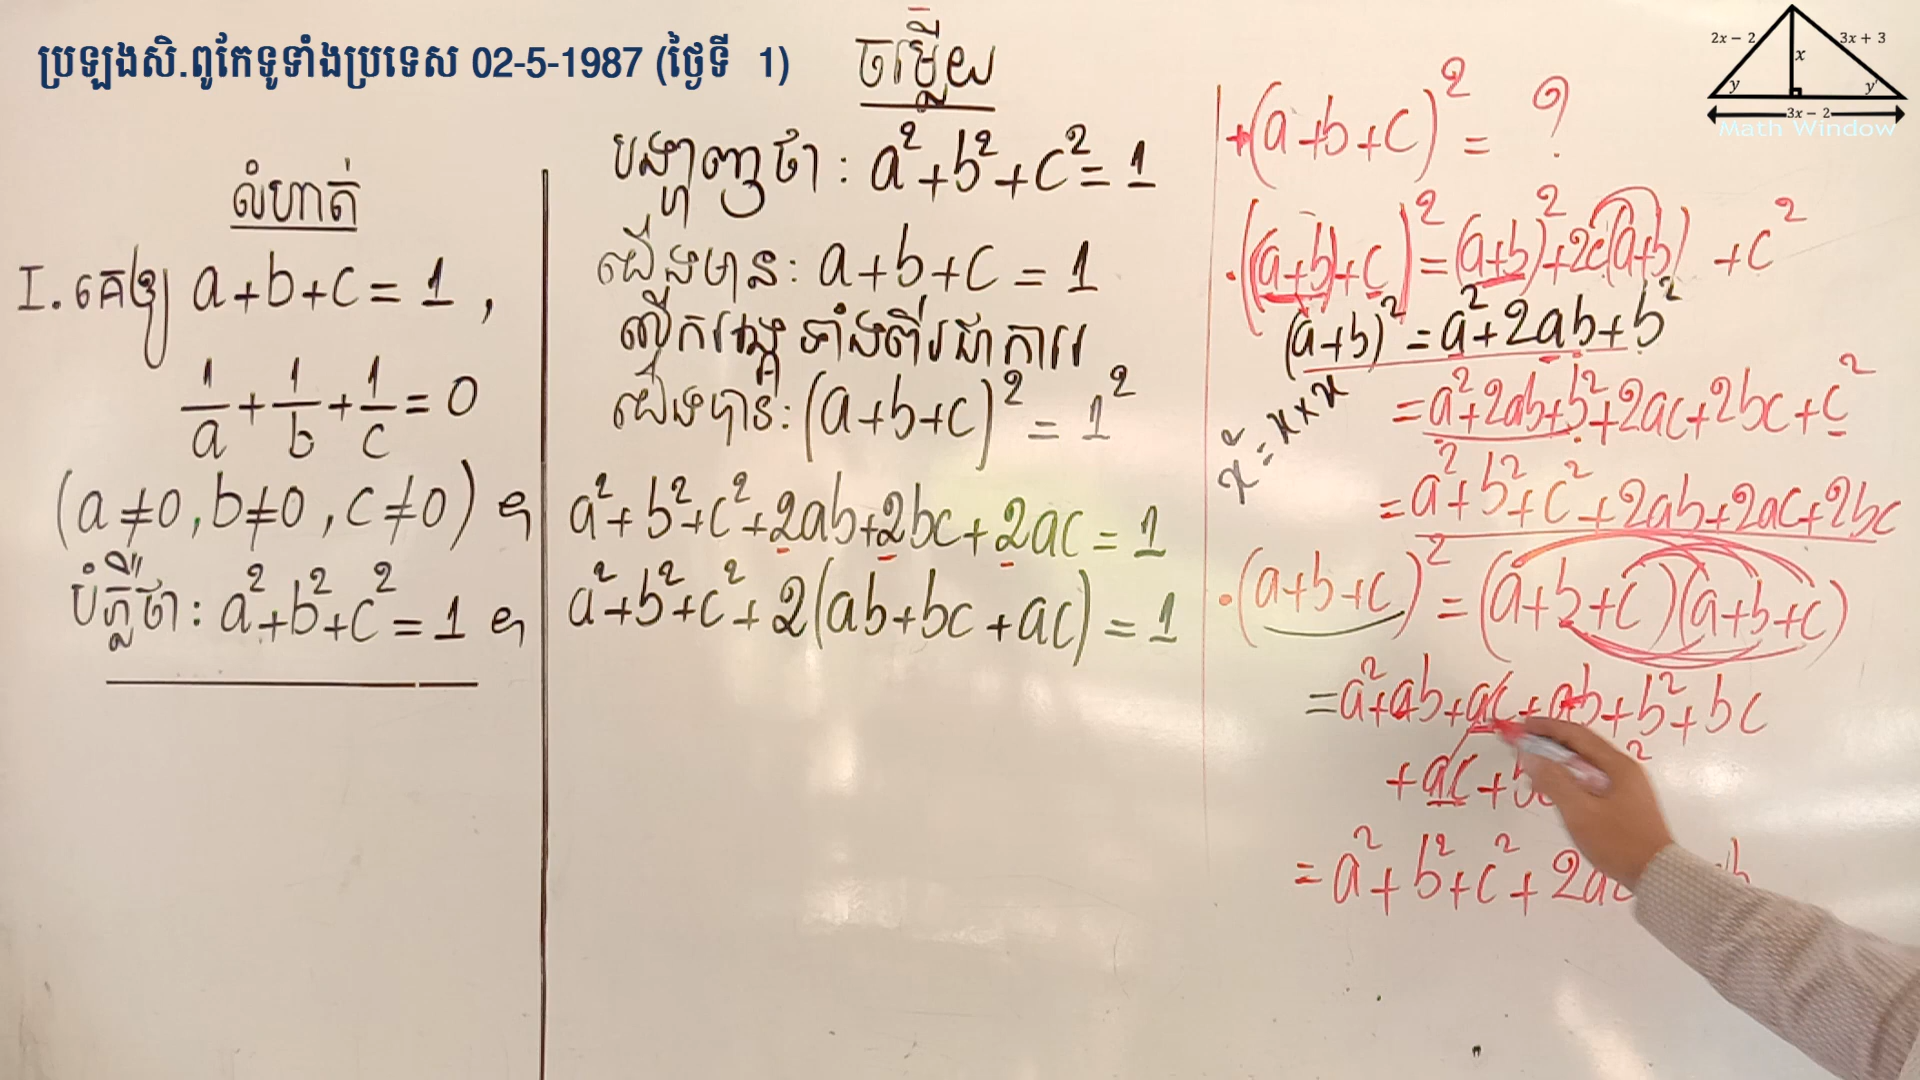 ប្រឡងសិ.ពូកែទូទាំងប្រទេស 02-5-1987 (ថ្ងៃទី 1)
លំហាត់
I. គេឲ្យ a+b+c = 1 ,
1/a + 1/b + 1/c = 0
(a≠0, b≠0, c≠0) ។
បំភ្លឺថា : a²+b²+c² = 1 ។
ចម្លើយ
បង្ហាញថា : a²+b²+c² = 1
យើងមាន : a+b+c = 1
លើកអង្គទាំងពីរជាការេ
យើងបាន : (a+b+c)² = 1²
a²+b²+c²+2ab+2bc+2ac = 1
a²+b²+c²+2(ab+bc+ac) = 1
+(a+b+c)² = ?
·((a+b)+c)² = (a+b)²+2c(a+b)+c²
(a+b)² = a²+2ab+b²
x² = x×x
= a²+2ab+b²+2ac+2bc+c²
= a²+b²+c²+2ab+2ac+2bc
·(a+b+c)² = (a+b+c)(a+b+c)
= a²+ab+ac+ab+b²+bc
+ac+b
= a²+b²+c²+2ac
2x − 2
3x + 3
x
y
y
3x − 2
Math Window